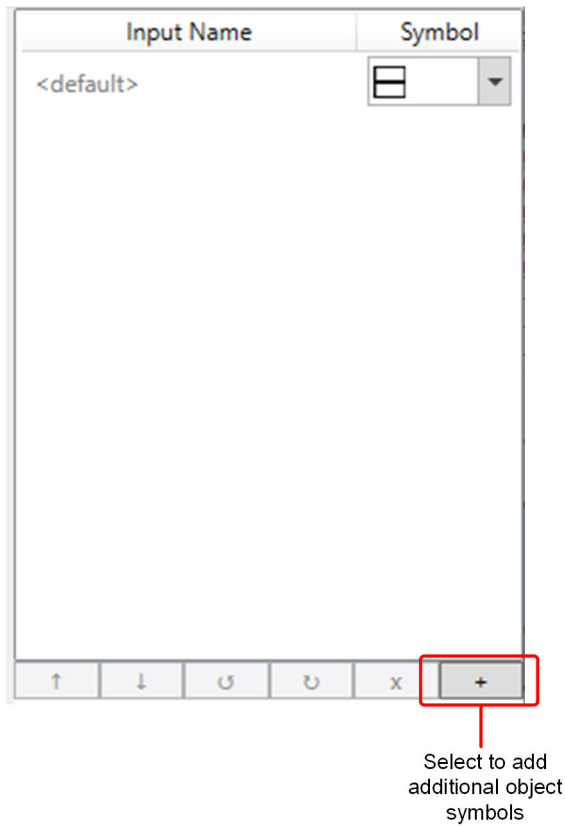 Input Name Symbol
<default>
↑ ↓ ↺ ↻ x +
Select to add
additional object
symbols